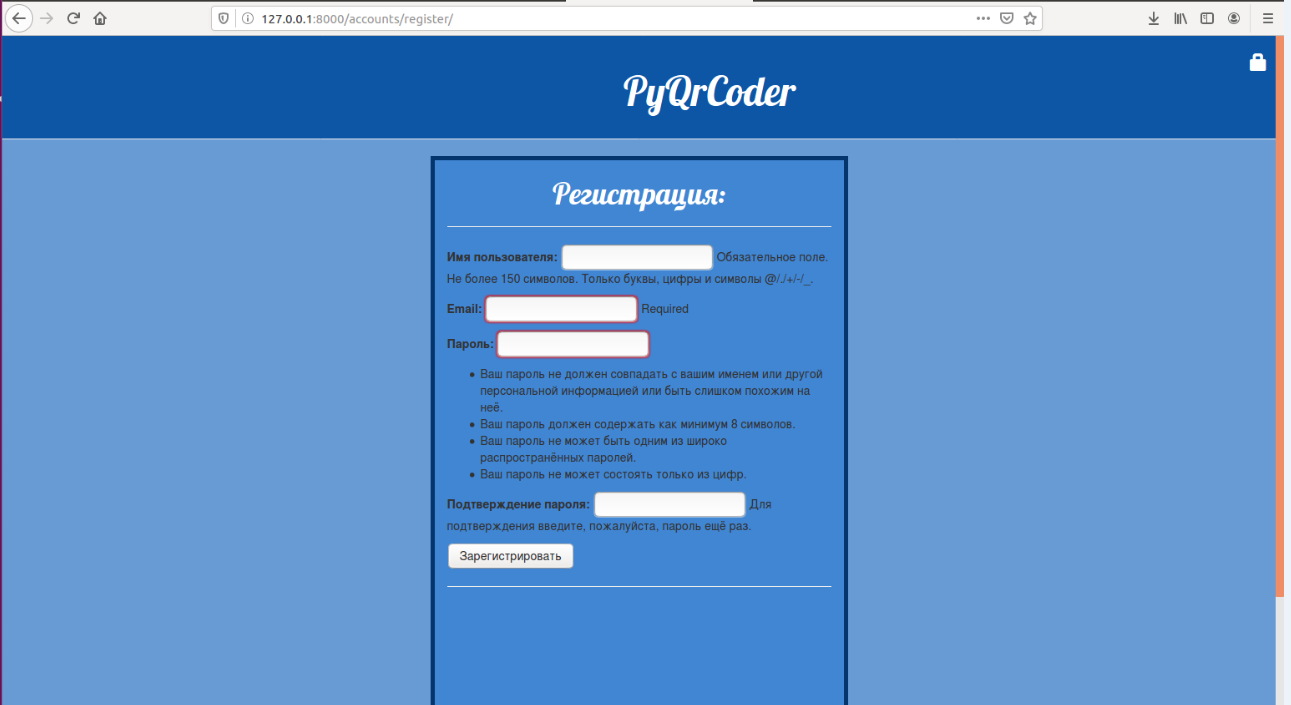 127.0.0.1:8000/accounts/register/
PyQrCoder
Регистрация:
Имя пользователя: Обязательное поле.
Не более 150 символов. Только буквы, цифры и символы @/./+/-/_.
Email: Required
Пароль:
Ваш пароль не должен совпадать с вашим именем или другой
персональной информацией или быть слишком похожим на
неё.
Ваш пароль должен содержать как минимум 8 символов.
Ваш пароль не может быть одним из широко
распространённых паролей.
Ваш пароль не может состоять только из цифр.
Подтверждение пароля: Для
подтверждения введите, пожалуйста, пароль ещё раз.
Зарегистрировать